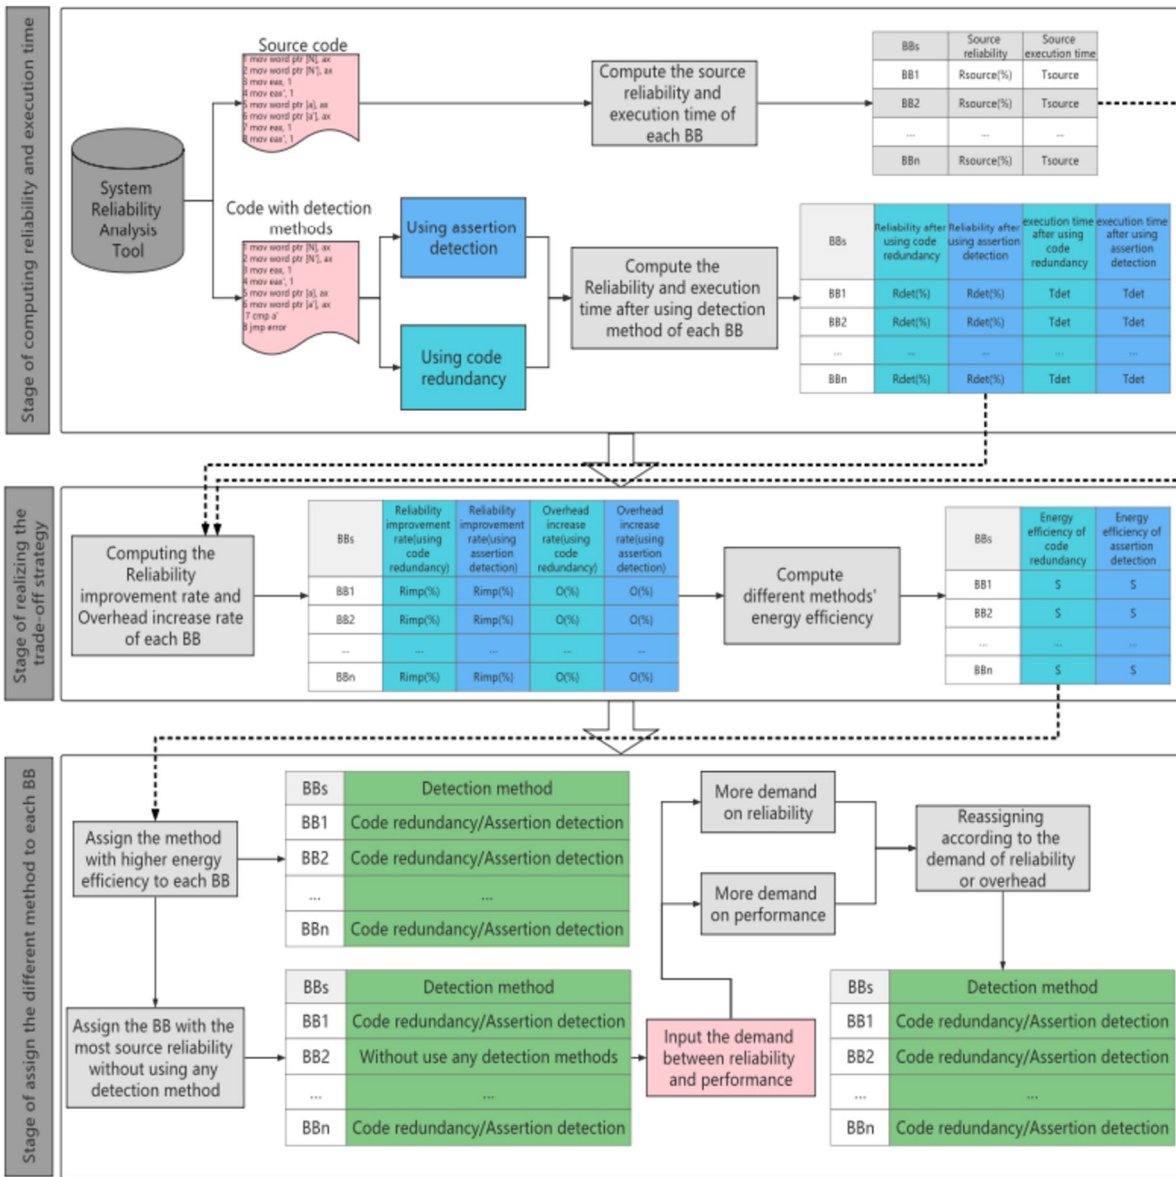 Stage of computing reliability and execution time
System
Reliability
Analysis
Tool
Source code
1 mov word ptr [N], ax
2 mov word ptr [N'], ax
3 mov eax, 1
4 mov eax', 1
5 mov word ptr [a], ax
6 mov word ptr [a'], ax
7 mov eax, 1
8 mov eax', 1
Compute the source
reliability and
execution time of
each BB
BBs
Source
reliability
Source
execution time
BB1 Rsource(%) Tsource
BB2 Rsource(%) Tsource
... ... ...
BBn Rsource(%) Tsource
Code with detection
methods
1 mov word ptr [N], ax
2 mov word ptr [N'], ax
3 mov eax, 1
4 mov eax', 1
5 mov word ptr [a], ax
6 mov word ptr [a'], ax
7 cmp a'
8 jmp error
Using assertion
detection
Using code
redundancy
Compute the
Reliability and execution
time after using detection
method of each BB
BBs
Reliability after
using code
redundancy
Reliability after
using assertion
detection
execution time
after using
code
redundancy
execution time
after using
assertion
detection
BB1 Rdet(%) Rdet(%) Tdet Tdet
BB2 Rdet(%) Rdet(%) Tdet Tdet
... ... ... ... ...
BBn Rdet(%) Rdet(%) Tdet Tdet
Stage of realizing the
trade-off strategy
Computing the
Reliability
improvement rate and
Overhead increase rate
of each BB
BBs
Reliability
improvement
rate(using
code
redundancy)
Reliability
improvement
rate(using
assertion
detection)
Overhead
increase
rate(using
code
redundancy)
Overhead
increase
rate(using
assertion
detection)
BB1 Rimp(%) Rimp(%) O(%) O(%)
BB2 Rimp(%) Rimp(%) O(%) O(%)
... ... ... ... ...
BBn Rimp(%) Rimp(%) O(%) O(%)
Compute
different methods'
energy efficiency
BBs
Energy
efficiency of
code
redundancy
Energy
efficiency of
assertion
detection
BB1 S S
BB2 S S
... ... ...
BBn S S
Stage of assign the different method to each BB
Assign the method
with higher energy
efficiency to each BB
BBs Detection method
BB1 Code redundancy/Assertion detection
BB2 Code redundancy/Assertion detection
... ...
BBn Code redundancy/Assertion detection
Assign the BB with the
most source reliability
without using any
detection method
BBs Detection method
BB1 Code redundancy/Assertion detection
BB2 Without use any detection methods
... ...
BBn Code redundancy/Assertion detection
Input the demand
between reliability
and performance
More demand
on reliability
More demand
on performance
Reassigning
according to the
demand of reliability
or overhead
BBs Detection method
BB1 Code redundancy/Assertion detection
BB2 Code redundancy/Assertion detection
... ...
BBn Code redundancy/Assertion detection